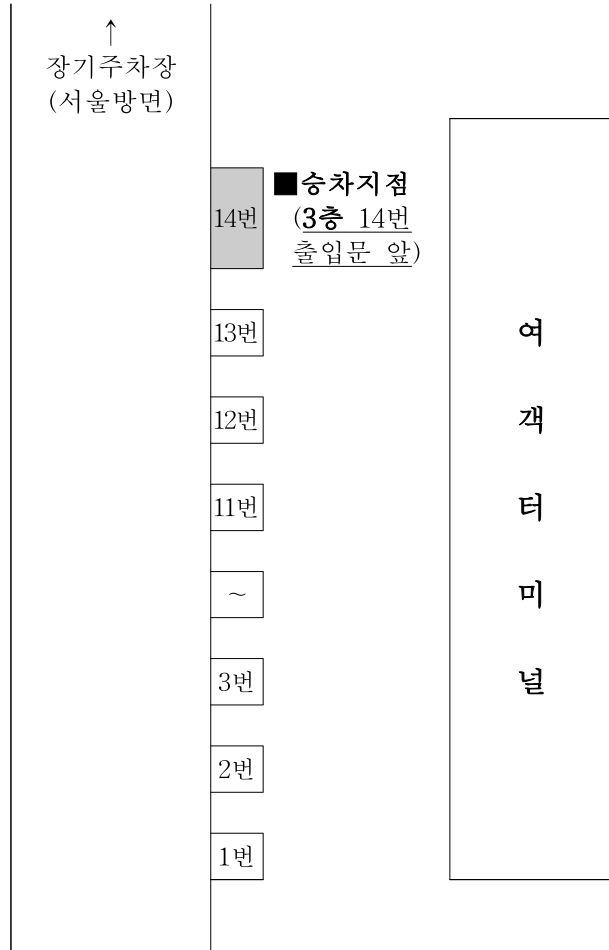 ↑
장기주차장
(서울방면)
■승차지점
(3층 14번
출입문 앞)
14번
13번
12번
11번
~
3번
2번
1번
여
객
터
미
널